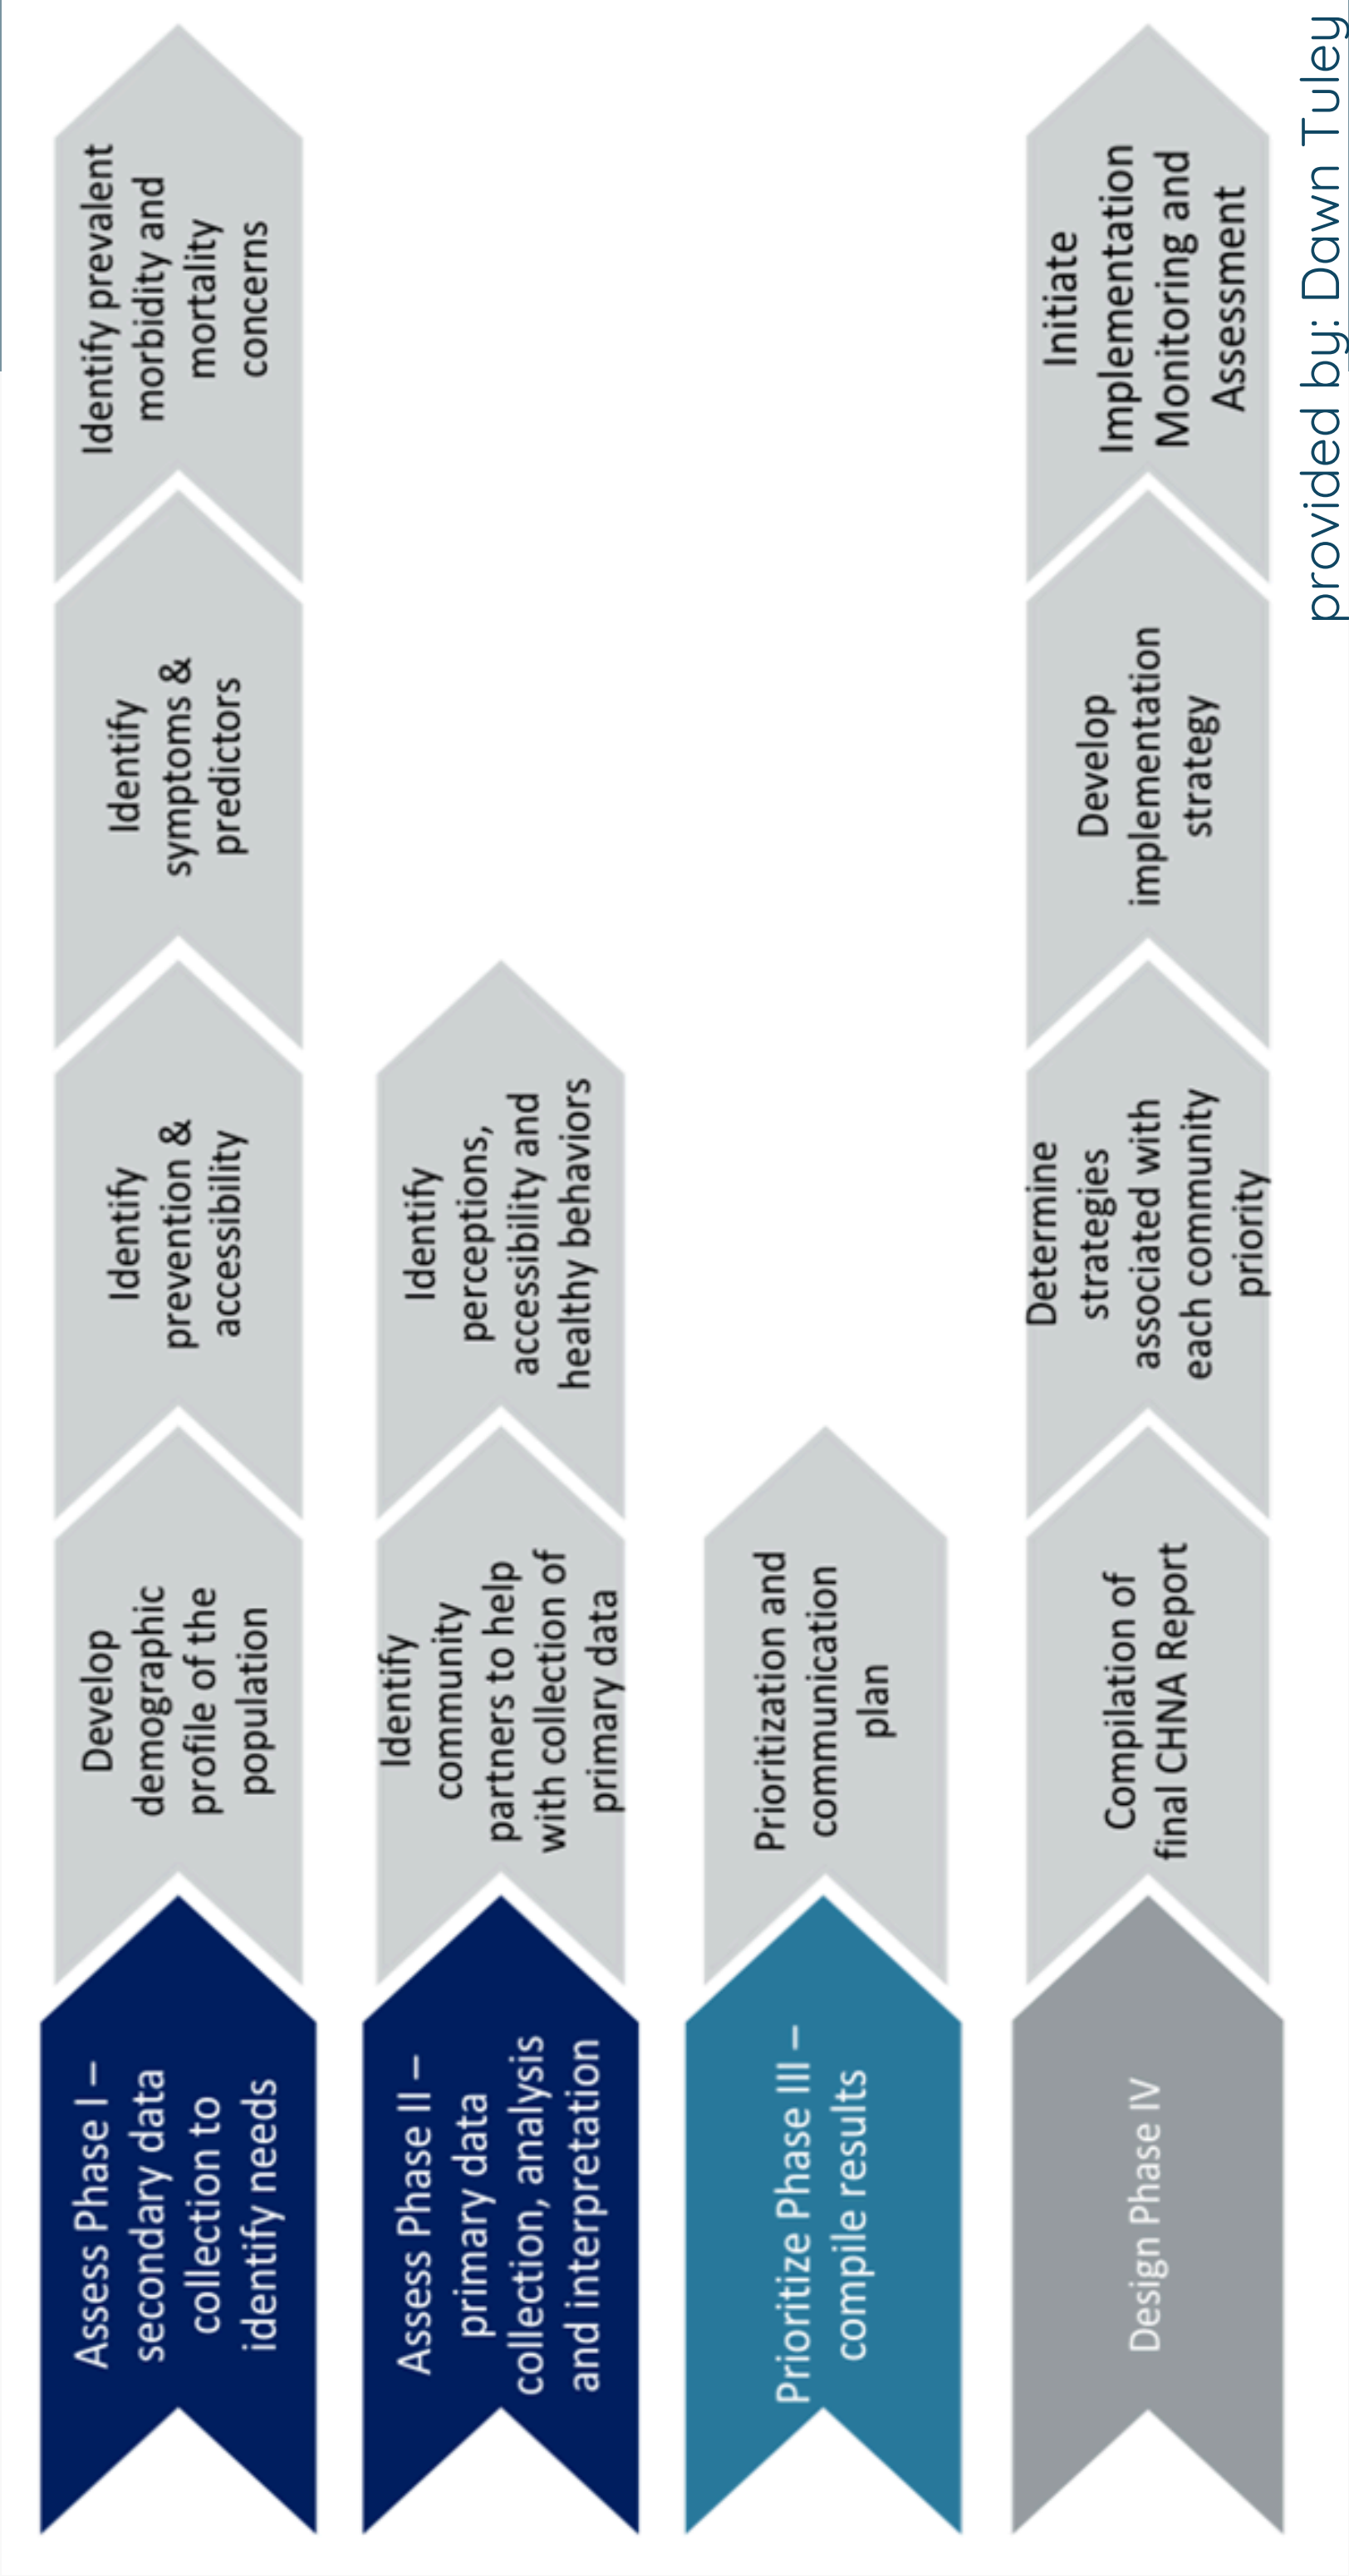 Assess Phase I –
secondary data
collection to
identify needs
Develop
demographic
profile of the
population
Identify
prevention &
accessibility
Identify
symptoms &
predictors
Identify prevalent
morbidity and
mortality
concerns
Assess Phase II –
primary data
collection, analysis
and interpretation
Identify
community
partners to help
with collection of
primary data
Identify
perceptions,
accessibility and
healthy behaviors
Prioritize Phase III –
compile results
Prioritization and
communication
plan
Design Phase IV
Compilation of
final CHNA Report
Determine
strategies
associated with
each community
priority
Develop
implementation
strategy
Initiate
Implementation
Monitoring and
Assessment
provided by: Dawn Tuley